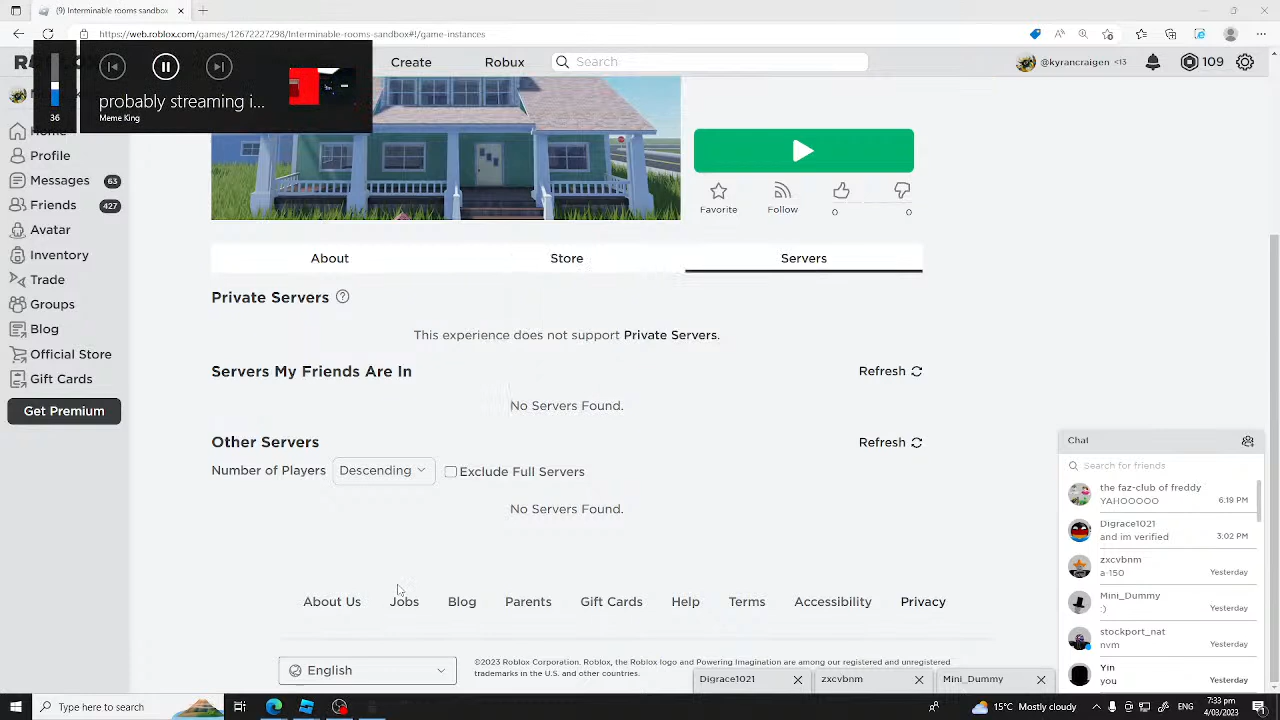 (9) Interminable rooms sandbox
https://web.roblox.com/games/12672227298/Interminable-rooms-sandbox#!/game-instances
Create
Robux
Search
@kyrancraigm <13
109
probably streaming i...
Meme King
36
Home
Profile
Messages 63
Friends 427
Avatar
Inventory
Trade
Groups
Blog
Official Store
Gift Cards
Get Premium
Favorite
Follow
0
0
About
Store
Servers
Private Servers
This experience does not support Private Servers.
Servers My Friends Are In
Refresh
No Servers Found.
Other Servers
Refresh
Number of Players
Descending
Exclude Full Servers
No Servers Found.
About Us
Jobs
Blog
Parents
Gift Cards
Help
Terms
Accessibility
Privacy
English
©2023 Roblox Corporation. Roblox, the Roblox logo and Powering Imagination are among our registered and unregistered
trademarks in the U.S. and other countries.
Chat
Search for friends
the faz-club of freddy
YAHOOOOO
6:19 PM
Digrace1021
and im verified
3:02 PM
zxcvbnm
s-150
Yesterday
Mini_Dummy
:)
Yesterday
stockport_nat
nvm
Yesterday
Yin
you
Yesterday
Digrace1021
zxcvbnm
Mini_Dummy
Type here to search
15°C Mostly cloudy
7:33 pm